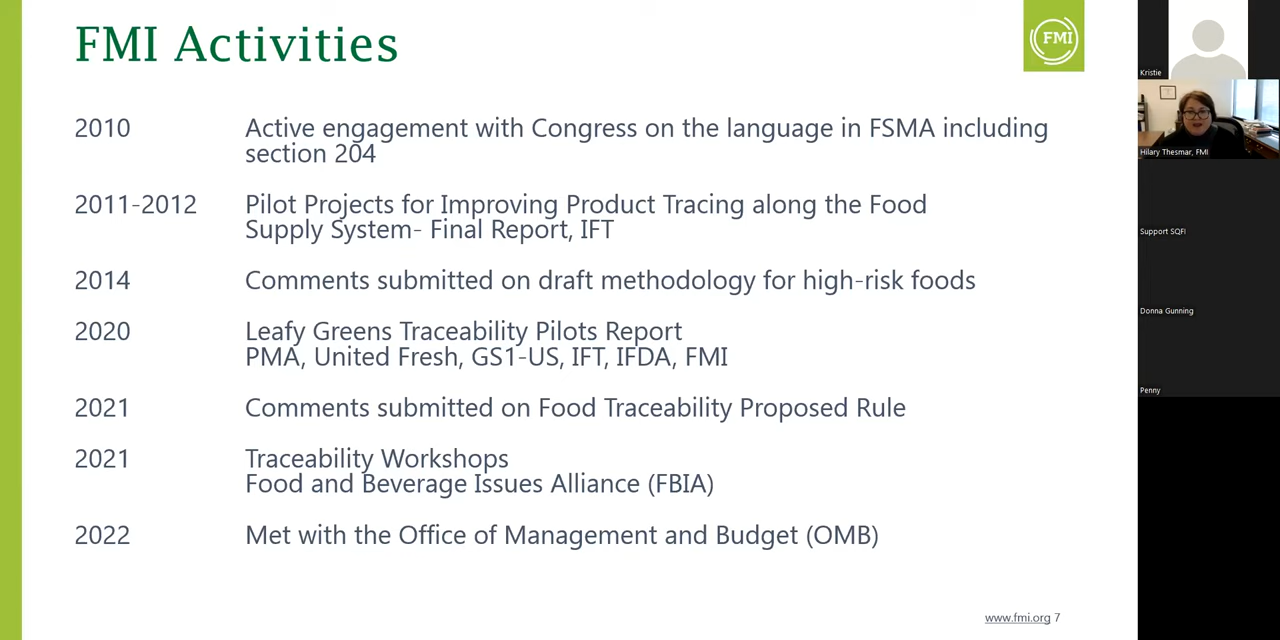 FMI Activities
FMI
2010 Active engagement with Congress on the language in FSMA including
section 204
2011-2012 Pilot Projects for Improving Product Tracing along the Food
Supply System- Final Report, IFT
2014 Comments submitted on draft methodology for high-risk foods
2020 Leafy Greens Traceability Pilots Report
PMA, United Fresh, GS1-US, IFT, IFDA, FMI
2021 Comments submitted on Food Traceability Proposed Rule
2021 Traceability Workshops
Food and Beverage Issues Alliance (FBIA)
2022 Met with the Office of Management and Budget (OMB)
www.fmi.org 7
Kristie
Hilary Thesmar, FMI
Support SQFI
Donna Gunning
Penny